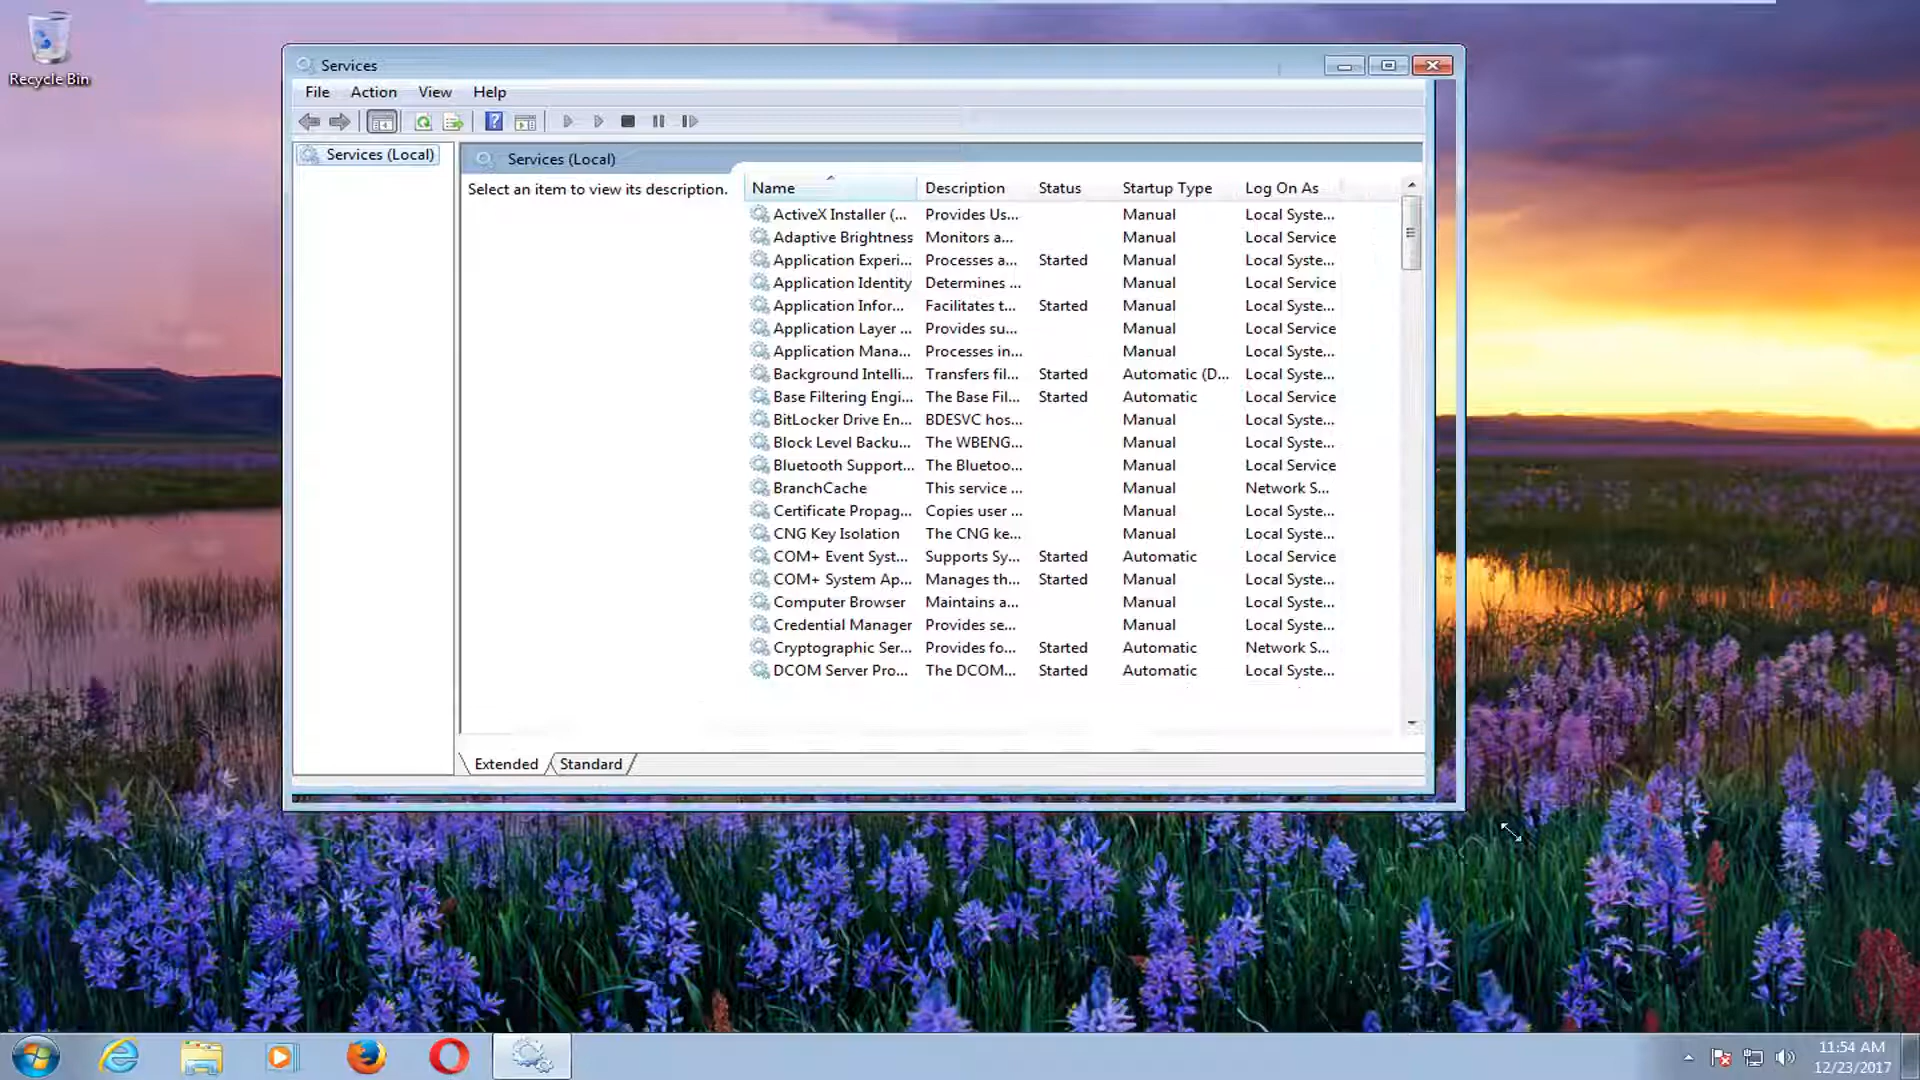 Recycle Bin
Services
File Action View Help
Services (Local)
Services (Local)
Select an item to view its description.
Name Description Status Startup Type Log On As
ActiveX Installer (... Provides Us... Manual Local Syste...
Adaptive Brightness Monitors a... Manual Local Service
Application Experi... Processes a... Started Manual Local Syste...
Application Identity Determines ... Manual Local Service
Application Infor... Facilitates t... Started Manual Local Syste...
Application Layer ... Provides su... Manual Local Service
Application Mana... Processes in... Manual Local Syste...
Background Intelli... Transfers fil... Started Automatic (D... Local Syste...
Base Filtering Engi... The Base Fil... Started Automatic Local Service
BitLocker Drive En... BDESVC hos... Manual Local Syste...
Block Level Backu... The WBENG... Manual Local Syste...
Bluetooth Support... The Bluetoo... Manual Local Service
BranchCache This service ... Manual Network S...
Certificate Propag... Copies user ... Manual Local Syste...
CNG Key Isolation The CNG ke... Manual Local Syste...
COM+ Event Syst... Supports Sy... Started Automatic Local Service
COM+ System Ap... Manages th... Started Manual Local Syste...
Computer Browser Maintains a... Manual Local Syste...
Credential Manager Provides se... Manual Local Syste...
Cryptographic Ser... Provides fo... Started Automatic Network S...
DCOM Server Pro... The DCOM... Started Automatic Local Syste...
Extended Standard
11:54 AM
12/23/2017